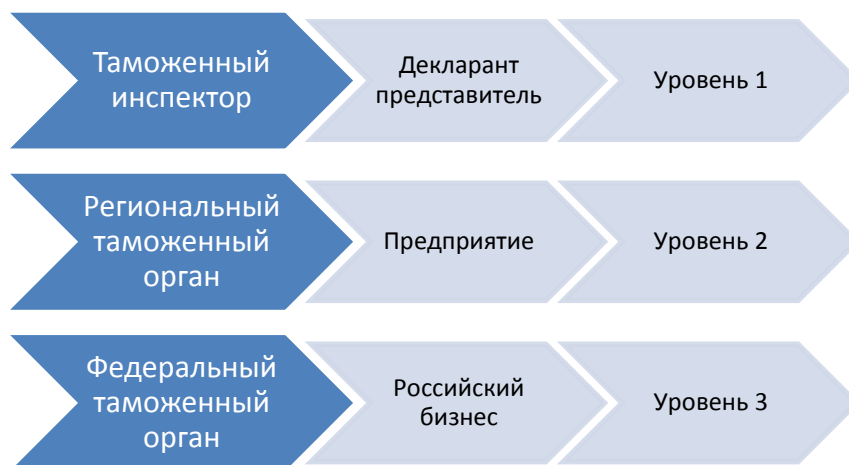 Таможенный
инспектор
Декларант
представитель
Уровень 1
Региональный
таможенный
орган
Предприятие
Уровень 2
Федеральный
таможенный
орган
Российский
бизнес
Уровень 3